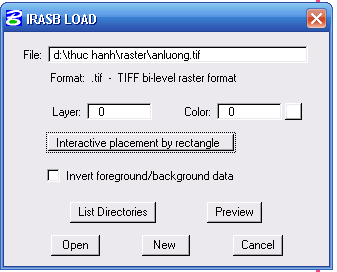 IRASB LOAD
File: d:\thuc hanh\raster\anluong.tif
Format: .tif - TIFF bi-level raster format
Layer: 0 Color: 0
Interactive placement by rectangle
Invert foreground/background data
List Directories Preview
Open New Cancel